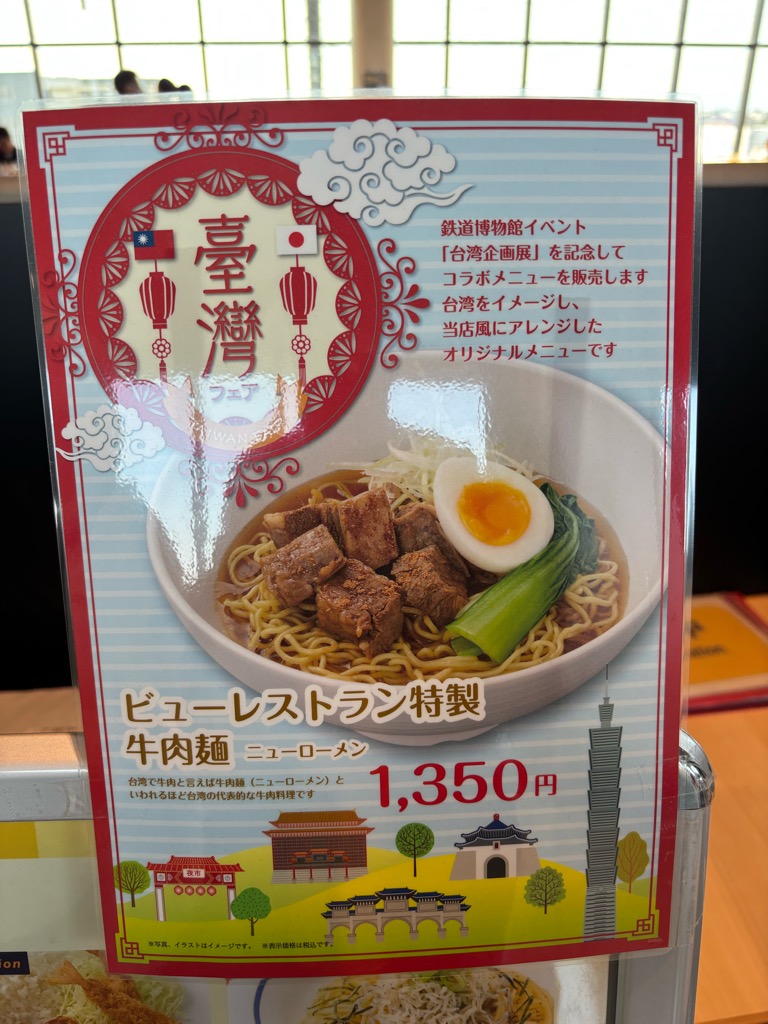 臺灣
フェア
鉄道博物館イベント
「台湾企画展」を記念して
コラボメニューを販売します
台湾をイメージし、
当店風にアレンジした
オリジナルメニューです
ビューレストラン特製
牛肉麺 ニューローメン
台湾で牛肉と言えば牛肉麺（ニューローメン）と
いわれるほど台湾の代表的な牛肉料理です
1,350円
夜市
※写真、イラストはイメージです。 ※表示価格は税込です。